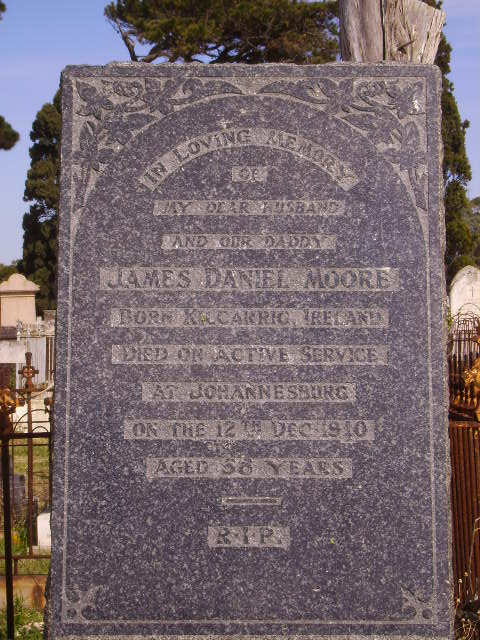 IN LOVING MEMORY
OF
MY DEAR HUSBAND
AND OUR DADDY
JAMES DANIEL MOORE
BORN KILCARRIG, IRELAND
DIED ON ACTIVE SERVICE
AT JOHANNESBURG
ON THE 12TH DEC. 1940
AGED 38 YEARS
R.I.P.